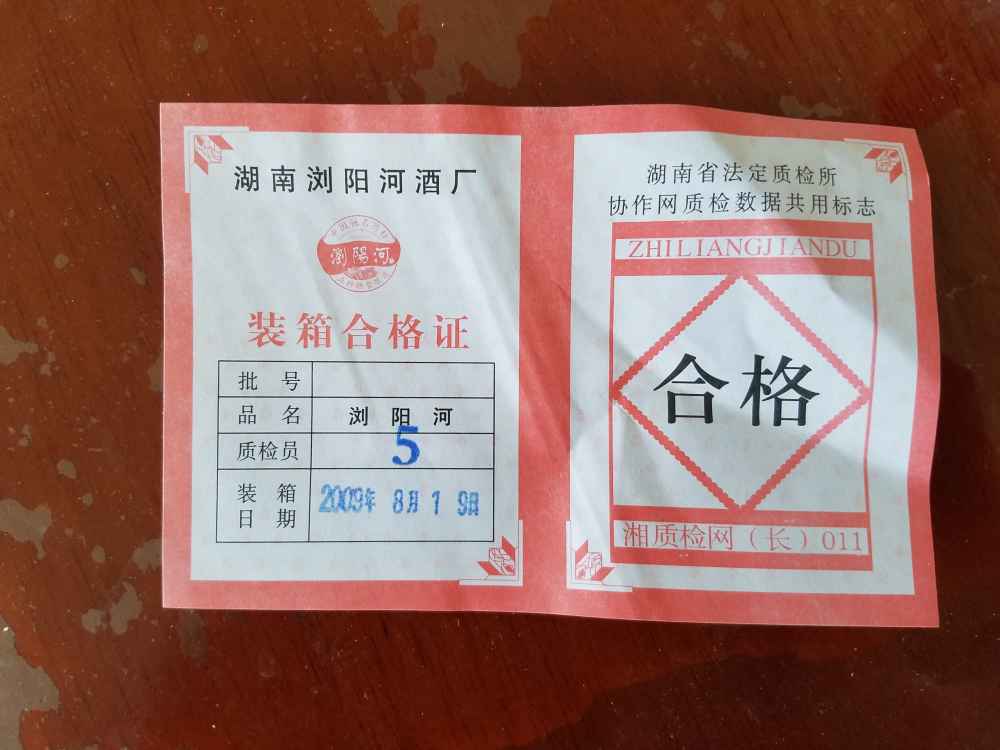 湖南浏阳河酒厂
浏陽河
装箱合格证
批 号
品 名 浏 阳 河
质检员 5
装 箱
日 期
2009年 8月 1 9日
湖南省法定质检所
协作网质检数据共用标志
ZHILIANGJIANDU
合格
湘质检网（长）011